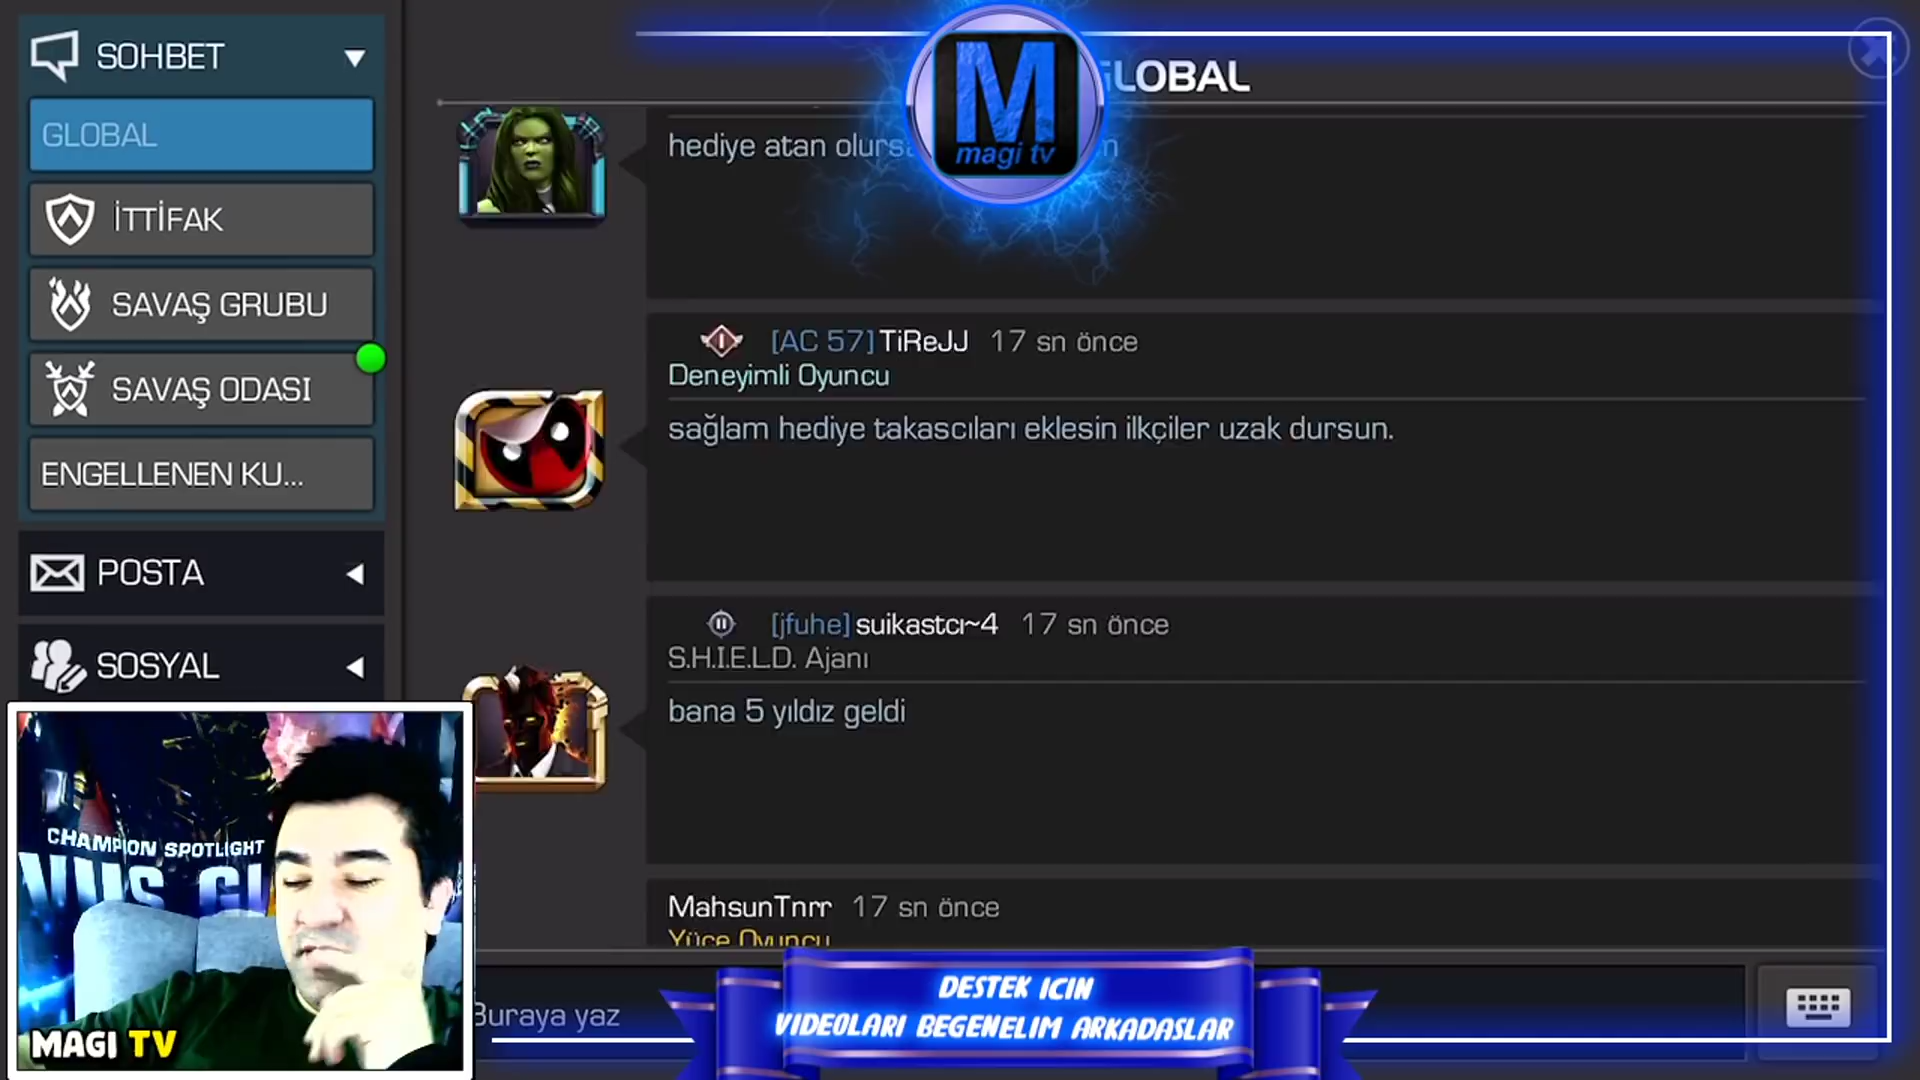 SOHBET
GLOBAL
İTTİFAK
SAVAŞ GRUBU
SAVAŞ ODASI
ENGELLENEN KU...
POSTA
SOSYAL
GLOBAL
M
magi tv
hediye atan
[AC 57] TiReJJ 17 sn önce
Deneyimli Oyuncu
sağlam hediye takascıları eklesin ilkçiler uzak dursun.
[jfuhe] suikastcı~4 17 sn önce
S.H.I.E.L.D. Ajanı
bana 5 yıldız geldi
MahsunTnrr 17 sn önce
Yüce Oyuncu
Buraya yaz
DESTEK ICIN
VIDEOLARI BEGENELIM ARKADASLAR
CHAMPION SPOTLIGHT
MAGI TV